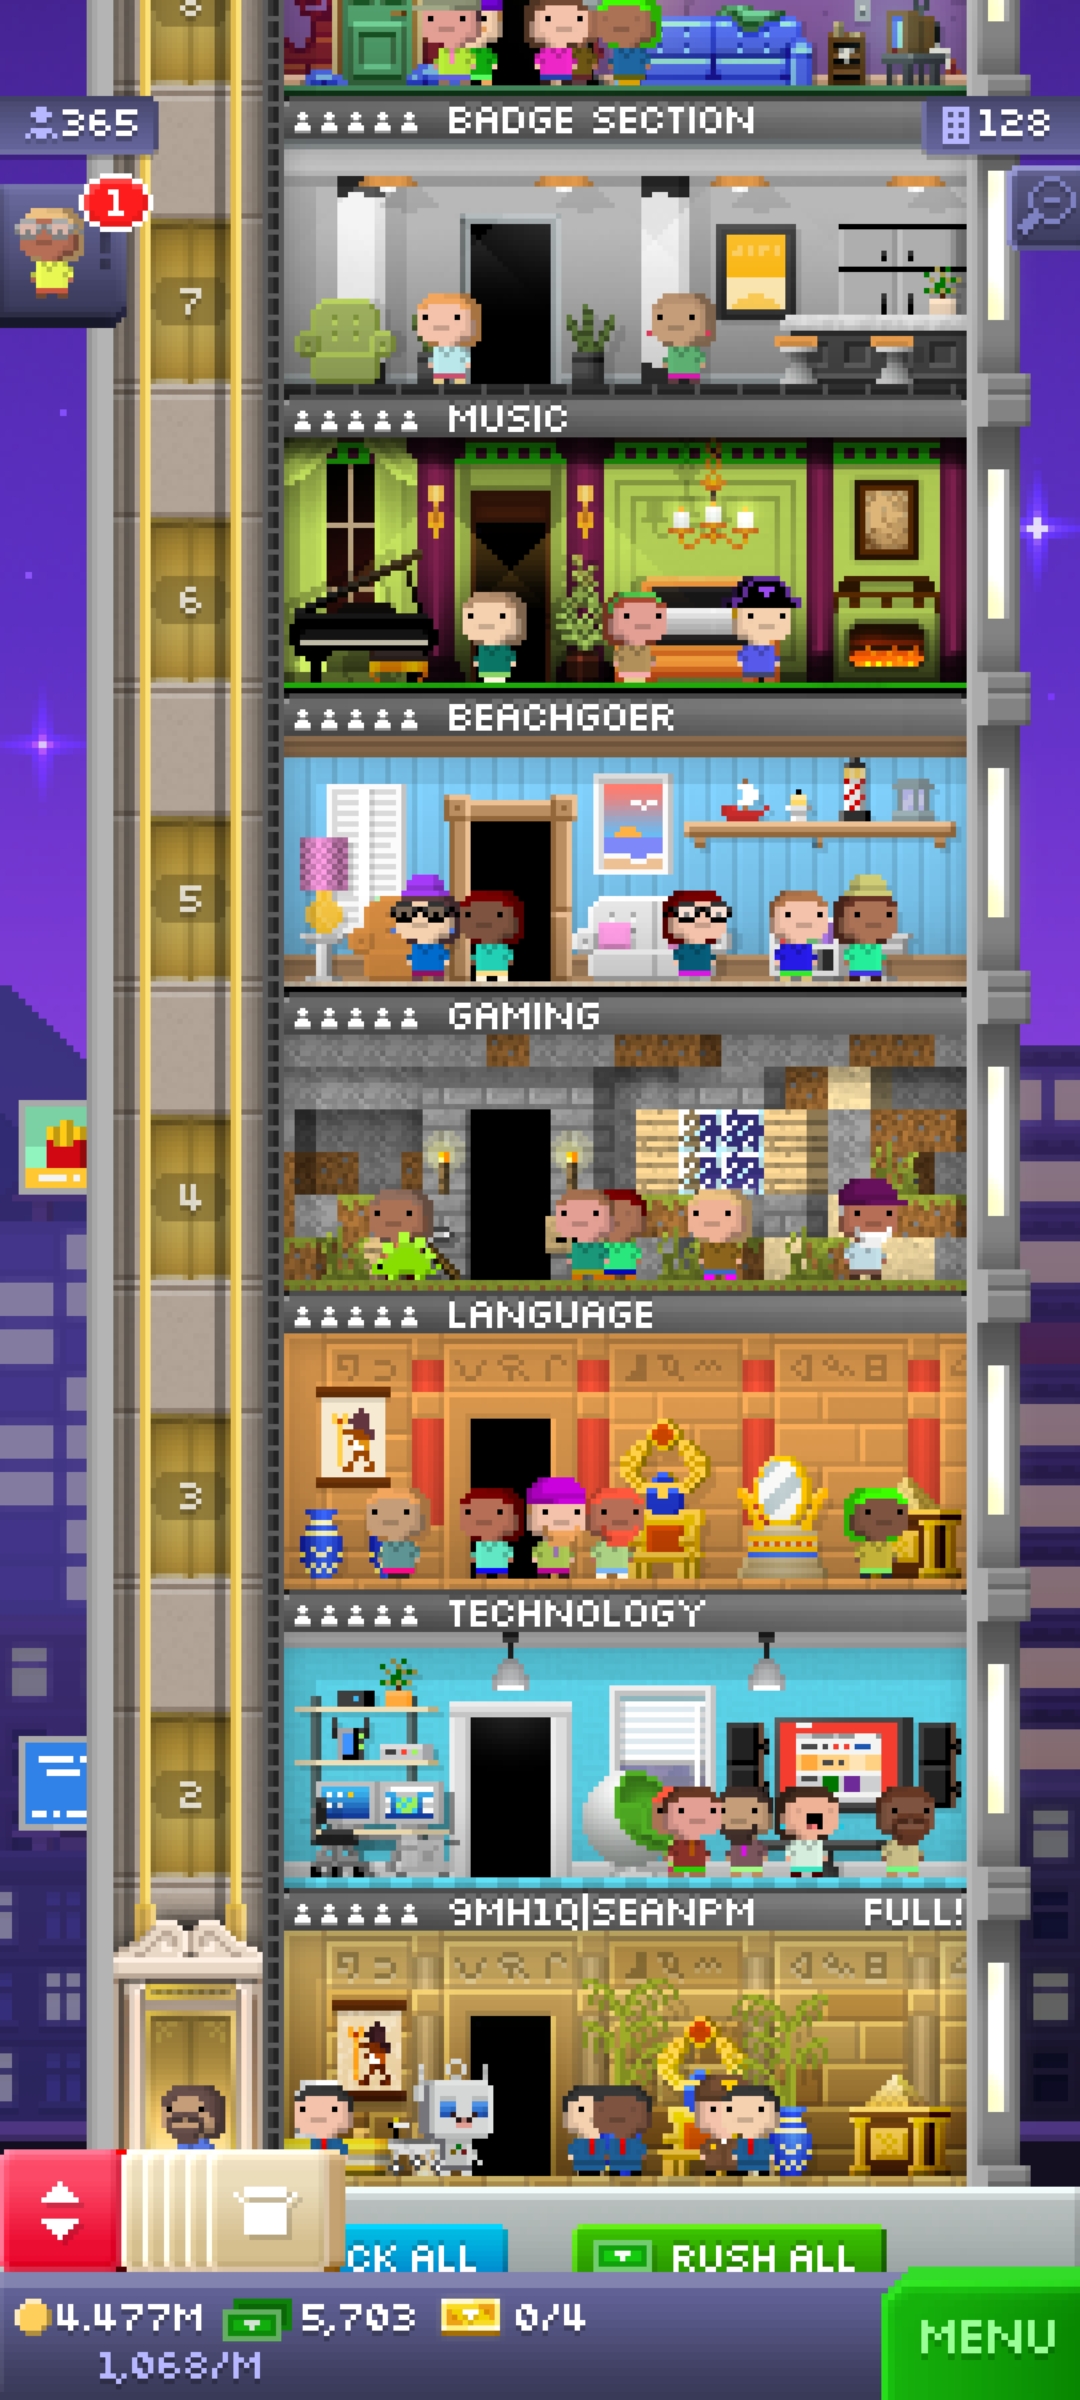 8
365
BADGE SECTION
128
1
7
MUSIC
6
BEACHGOER
5
GAMING
4
LANGUAGE
3
TECHNOLOGY
2
9MH1Q|SEANPM FULL!
CK ALL
RUSH ALL
4.477M 5,703 0/4
1,068/M
MENU